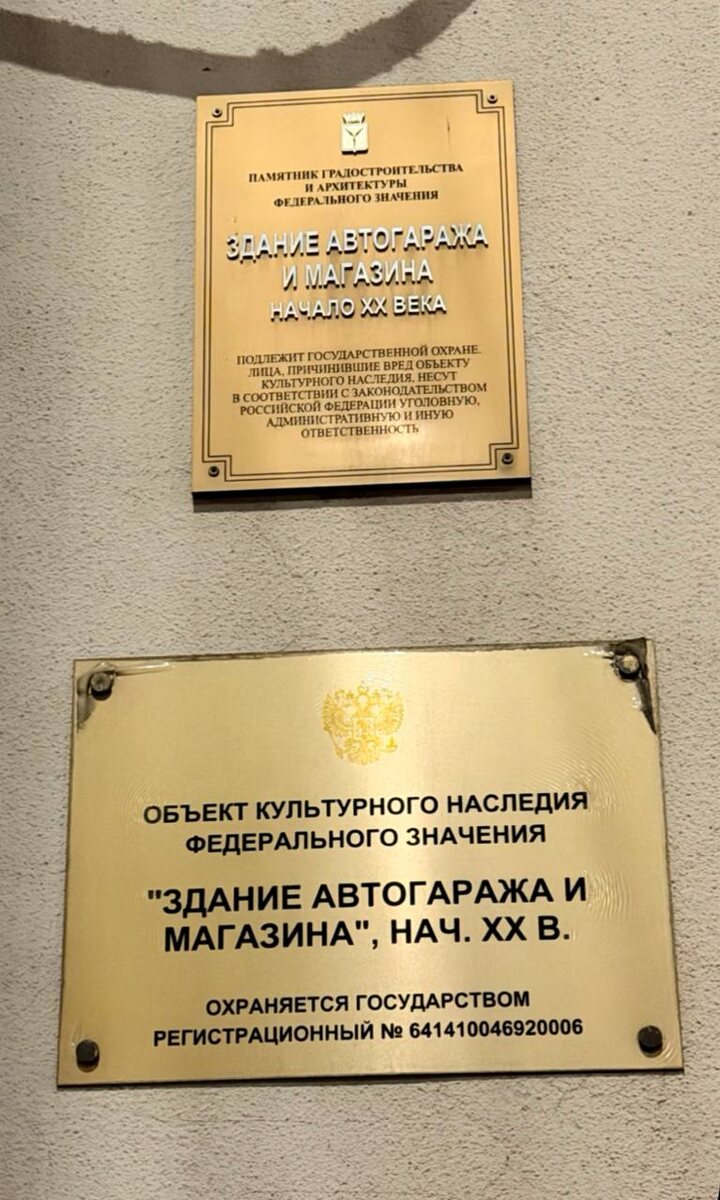 ПАМЯТНИК ГРАДОСТРОИТЕЛЬСТВА
И АРХИТЕКТУРЫ
ФЕДЕРАЛЬНОГО ЗНАЧЕНИЯ
ЗДАНИЕ АВТОГАРАЖА
И МАГАЗИНА
НАЧАЛО XX ВЕКА
ПОДЛЕЖИТ ГОСУДАРСТВЕННОЙ ОХРАНЕ.
ЛИЦА, ПРИЧИНИВШИЕ ВРЕД ОБЪЕКТУ
КУЛЬТУРНОГО НАСЛЕДИЯ, НЕСУТ
В СООТВЕТСТВИИ С ЗАКОНОДАТЕЛЬСТВОМ
РОССИЙСКОЙ ФЕДЕРАЦИИ УГОЛОВНУЮ,
АДМИНИСТРАТИВНУЮ И ИНУЮ
ОТВЕТСТВЕННОСТЬ
ОБЪЕКТ КУЛЬТУРНОГО НАСЛЕДИЯ
ФЕДЕРАЛЬНОГО ЗНАЧЕНИЯ
"ЗДАНИЕ АВТОГАРАЖА И
МАГАЗИНА", НАЧ. XX В.
ОХРАНЯЕТСЯ ГОСУДАРСТВОМ
РЕГИСТРАЦИОННЫЙ № 641410046920006